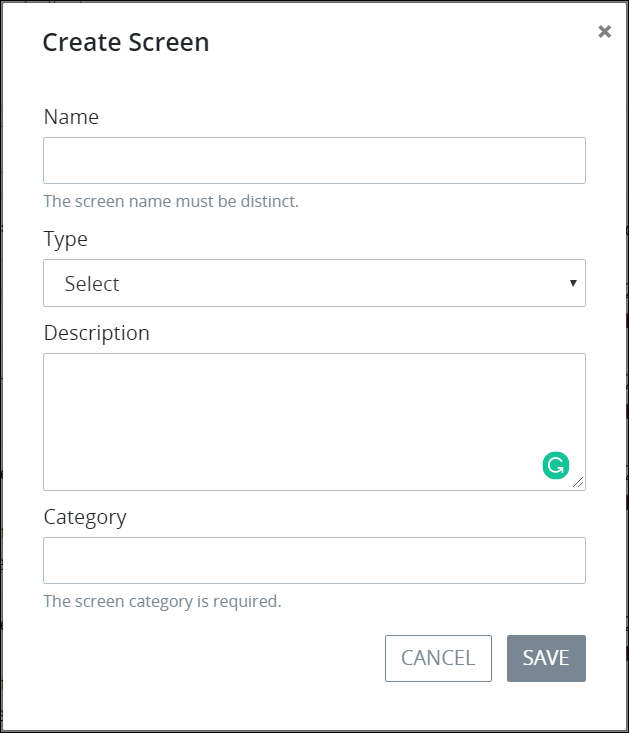 Create Screen
Name
The screen name must be distinct.
Type
Select
Description
Category
The screen category is required.
CANCEL SAVE